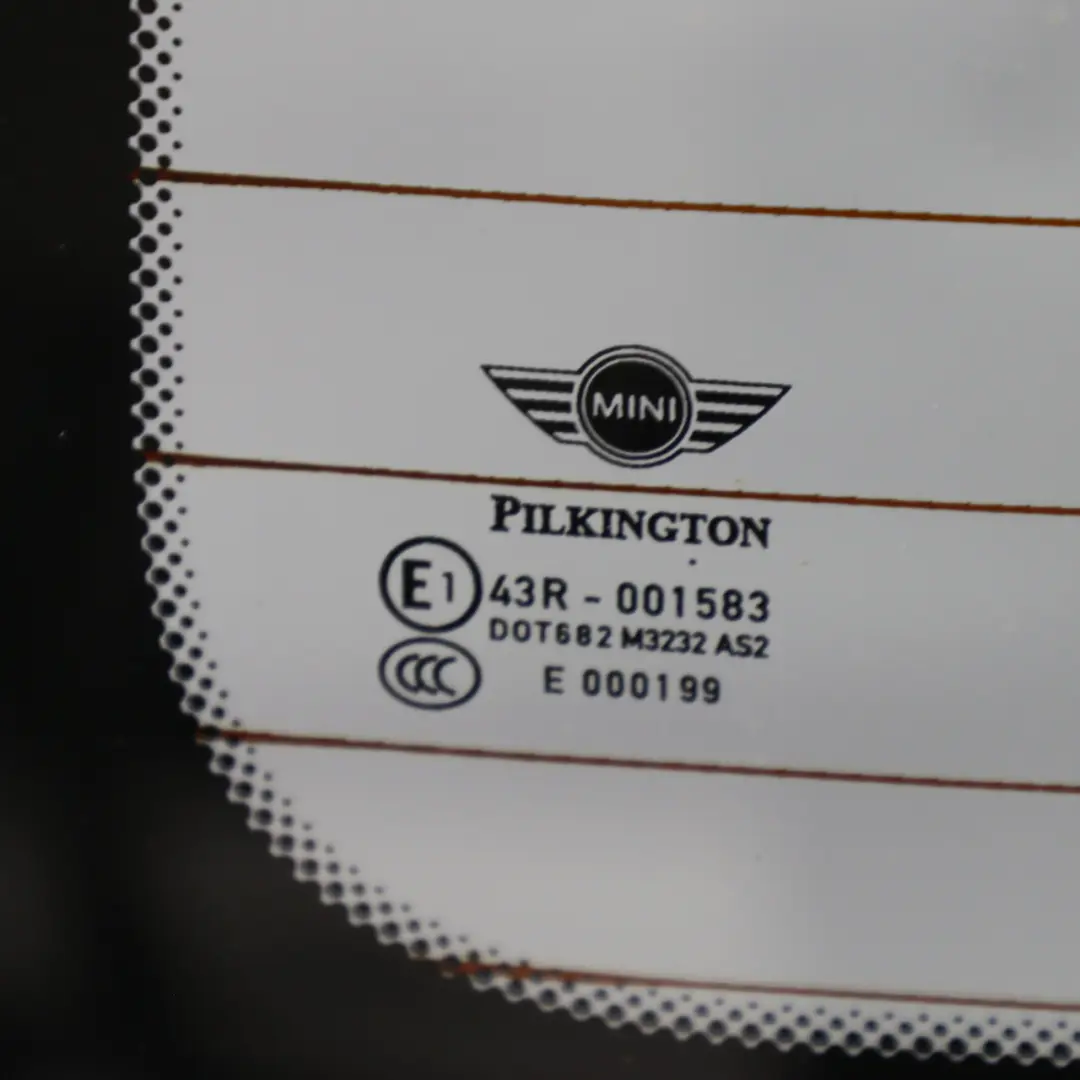 MINI
PILKINGTON
E1 43R - 001583
DOT682 M3232 AS2
CCC E 000199